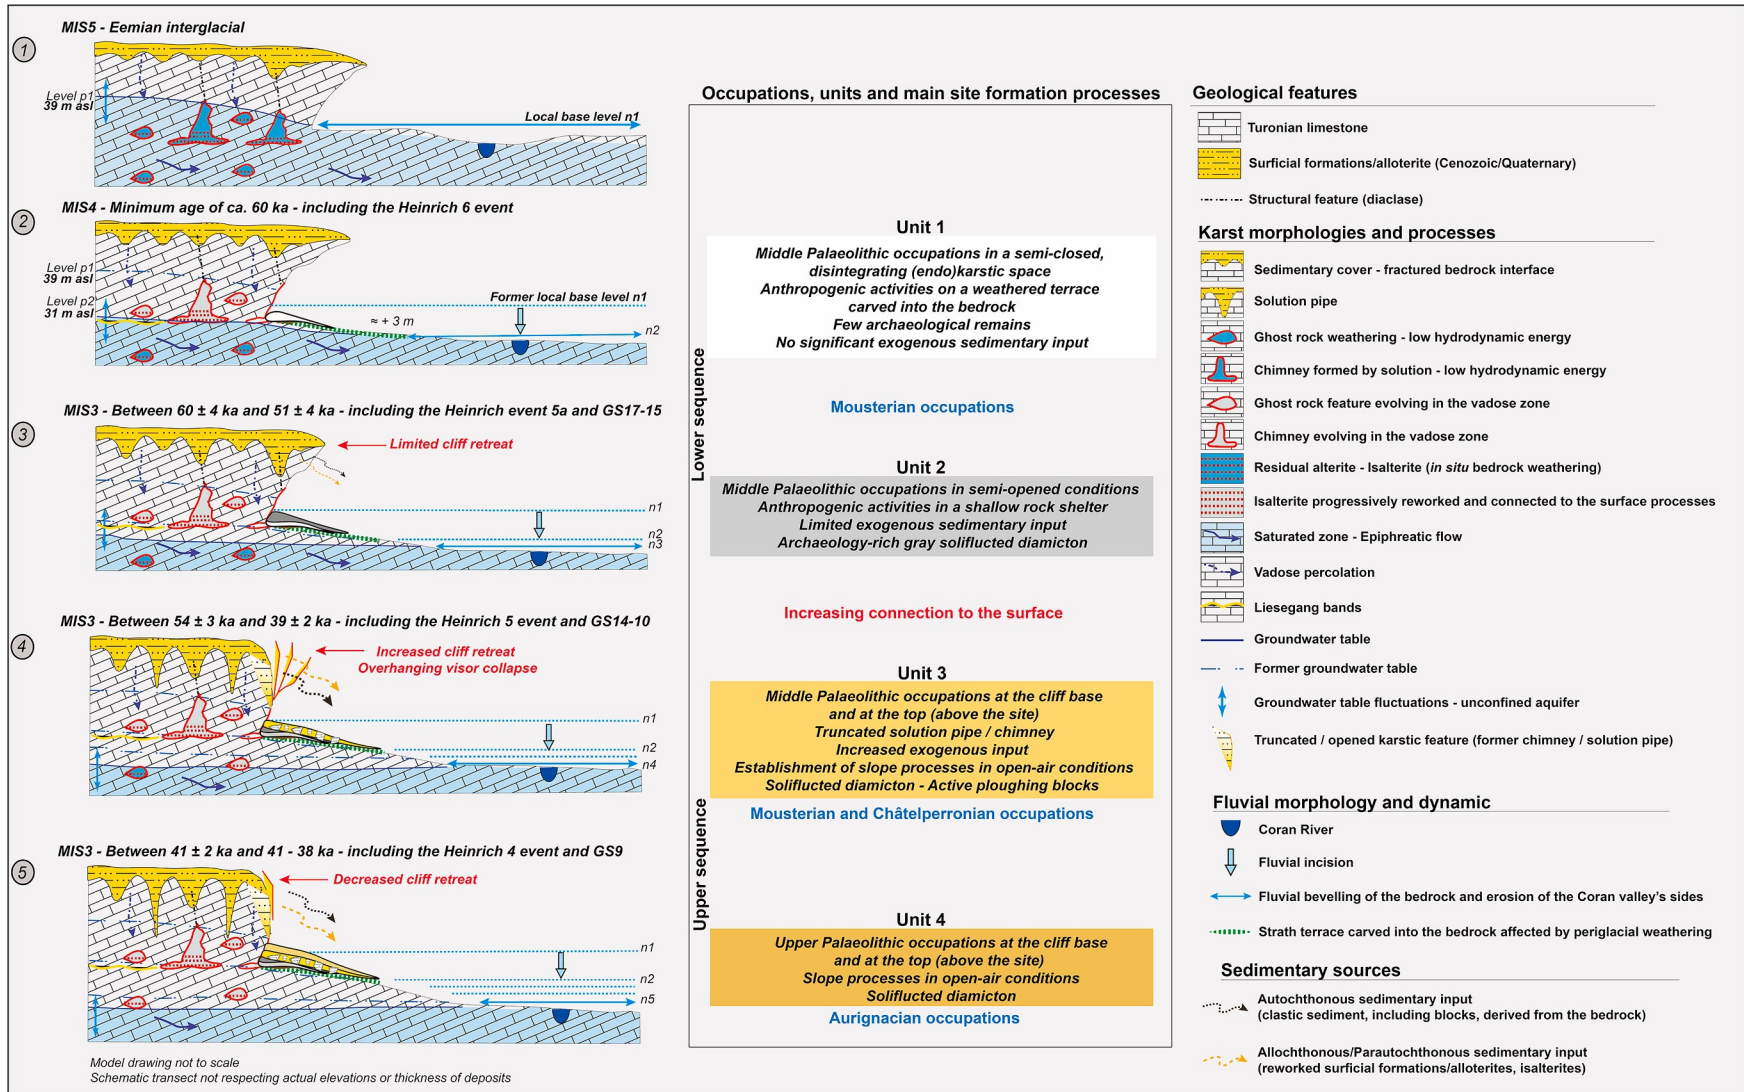 1
MIS5 - Eemian interglacial
Level p1
39 m asl
Local base level n1
2
MIS4 - Minimum age of ca. 60 ka - including the Heinrich 6 event
Level p1
39 m asl
Level p2
31 m asl
Former local base level n1
≈ + 3 m
n2
3
MIS3 - Between 60 ± 4 ka and 51 ± 4 ka - including the Heinrich event 5a and GS17-15
Limited cliff retreat
n1
n2
n3
4
MIS3 - Between 54 ± 3 ka and 39 ± 2 ka - including the Heinrich 5 event and GS14-10
Increased cliff retreat
Overhanging visor collapse
n1
n2
n4
5
MIS3 - Between 41 ± 2 ka and 41 - 38 ka - including the Heinrich 4 event and GS9
Decreased cliff retreat
n1
n2
n5
Model drawing not to scale
Schematic transect not respecting actual elevations or thickness of deposits
Occupations, units and main site formation processes
Lower sequence
Unit 1
Middle Palaeolithic occupations in a semi-closed,
disintegrating (endo)karstic space
Anthropogenic activities on a weathered terrace
carved into the bedrock
Few archaeological remains
No significant exogenous sedimentary input
Mousterian occupations
Unit 2
Middle Palaeolithic occupations in semi-opened conditions
Anthropogenic activities in a shallow rock shelter
Limited exogenous sedimentary input
Archaeology-rich gray soliflucted diamicton
Increasing connection to the surface
Upper sequence
Unit 3
Middle Palaeolithic occupations at the cliff base
and at the top (above the site)
Truncated solution pipe / chimney
Increased exogenous input
Establishment of slope processes in open-air conditions
Soliflucted diamicton - Active ploughing blocks
Mousterian and Châtelperronian occupations
Unit 4
Upper Palaeolithic occupations at the cliff base
and at the top (above the site)
Slope processes in open-air conditions
Soliflucted diamicton
Aurignacian occupations
Geological features
Turonian limestone
Surficial formations/alloterite (Cenozoic/Quaternary)
Structural feature (diaclase)
Karst morphologies and processes
Sedimentary cover - fractured bedrock interface
Solution pipe
Ghost rock weathering - low hydrodynamic energy
Chimney formed by solution - low hydrodynamic energy
Ghost rock feature evolving in the vadose zone
Chimney evolving in the vadose zone
Residual alterite - Isalterite (in situ bedrock weathering)
Isalterite progressively reworked and connected to the surface processes
Saturated zone - Epiphreatic flow
Vadose percolation
Liesegang bands
Groundwater table
Former groundwater table
Groundwater table fluctuations - unconfined aquifer
Truncated / opened karstic feature (former chimney / solution pipe)
Fluvial morphology and dynamic
Coran River
Fluvial incision
Fluvial bevelling of the bedrock and erosion of the Coran valley's sides
Strath terrace carved into the bedrock affected by periglacial weathering
Sedimentary sources
Autochthonous sedimentary input
(clastic sediment, including blocks, derived from the bedrock)
Allochthonous/Parautochthonous sedimentary input
(reworked surficial formations/alloterites, isalterites)